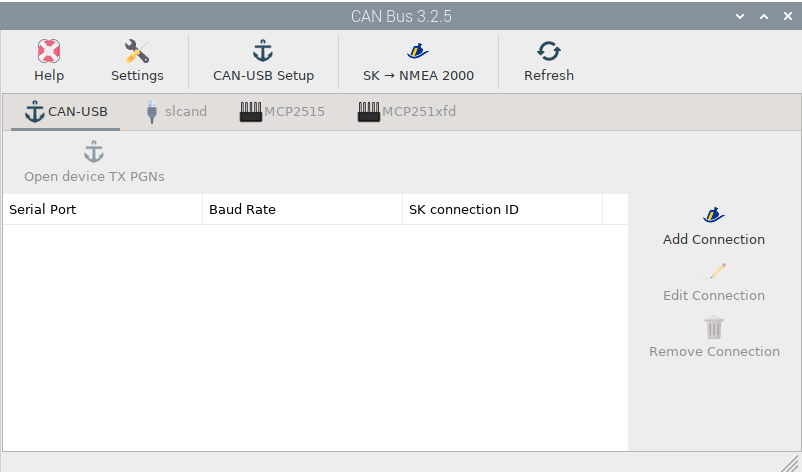 CAN Bus 3.2.5
Help Settings CAN-USB Setup SK → NMEA 2000 Refresh
CAN-USB slcand MCP2515 MCP251xfd
Open device TX PGNs
Serial Port Baud Rate SK connection ID
Add Connection
Edit Connection
Remove Connection